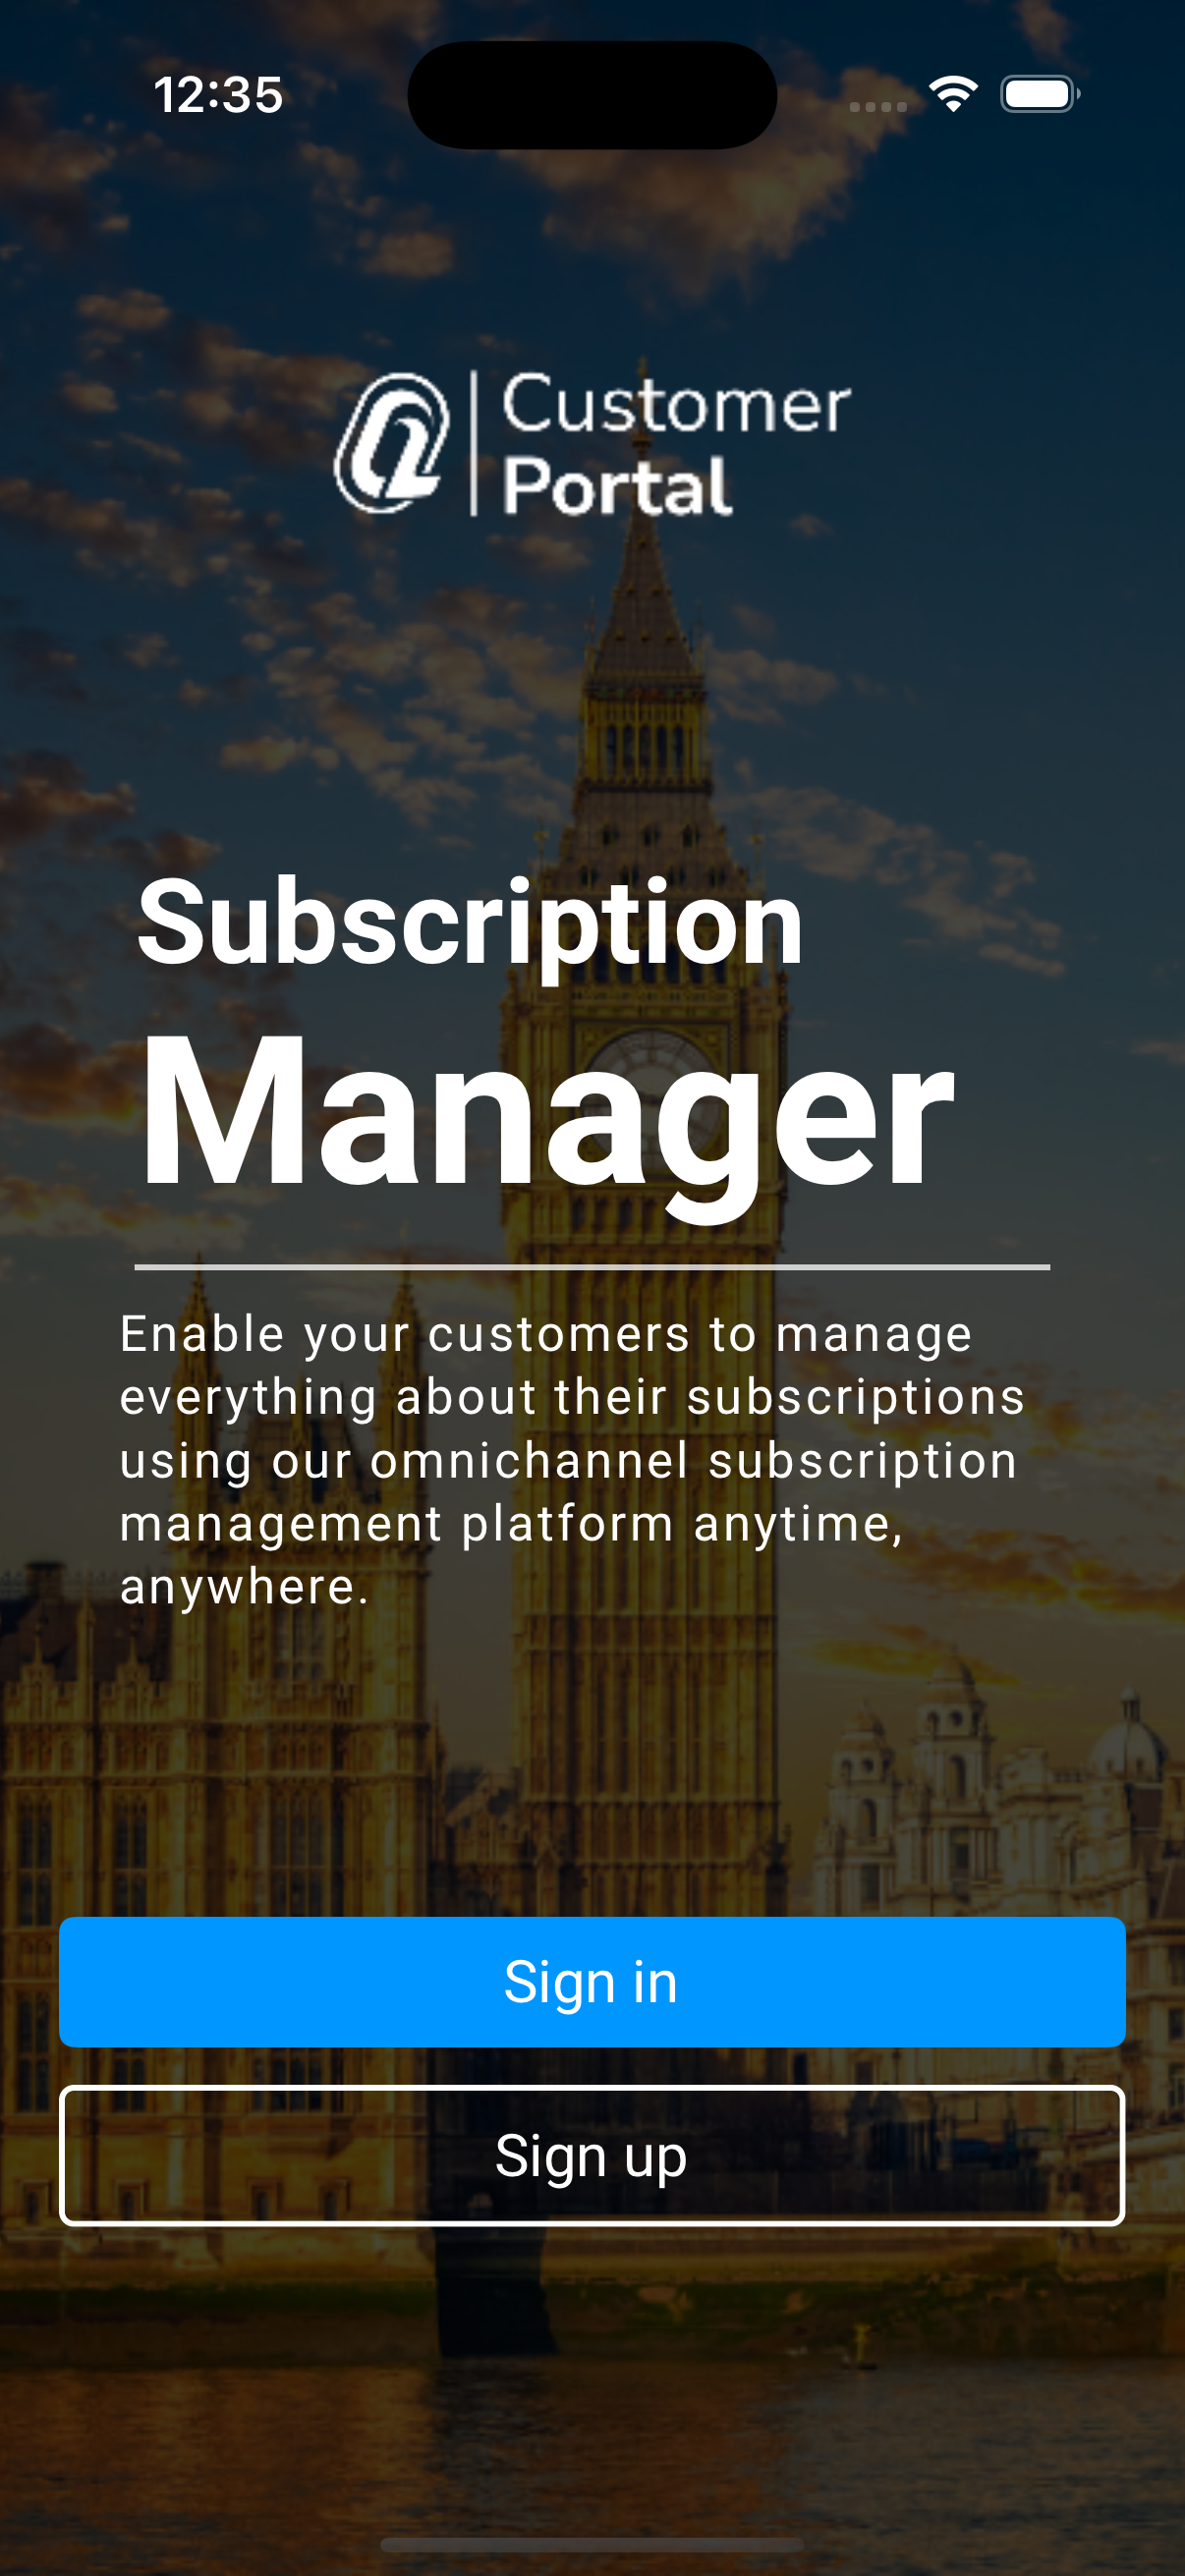 12:35
Customer
Portal
Subscription
Manager
Enable your customers to manage
everything about their subscriptions
using our omnichannel subscription
management platform anytime,
anywhere.
Sign in
Sign up